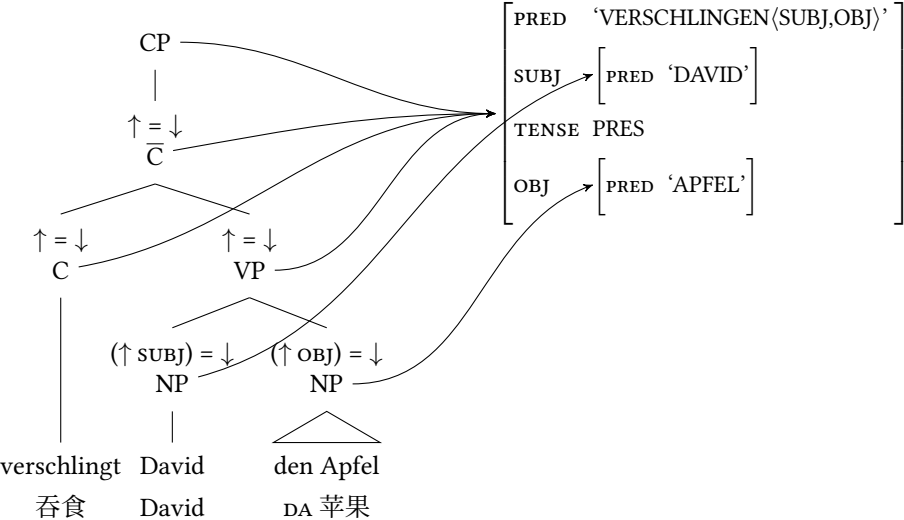 CP
↑ = ↓
C̅
↑ = ↓
C
↑ = ↓
VP
(↑ SUBJ) = ↓
NP
(↑ OBJ) = ↓
NP
verschlingt David den Apfel
吞食 David DA 苹果
PRED ‘VERSCHLINGEN⟨SUBJ,OBJ⟩’
SUBJ [PRED ‘DAVID’]
TENSE PRES
OBJ [PRED ‘APFEL’]